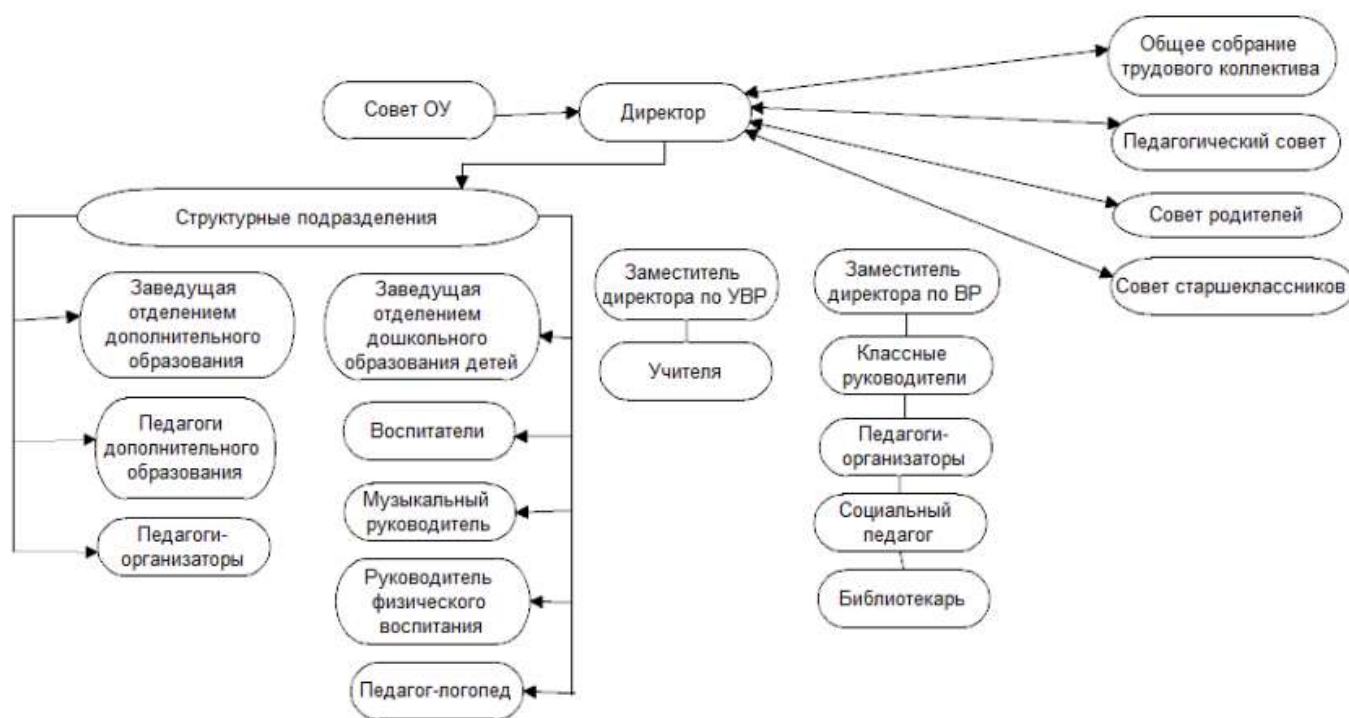 Общее собрание
трудового коллектива
Совет ОУ
Директор
Педагогический совет
Структурные подразделения
Совет родителей
Совет старшеклассников
Заведущая
отделением
дополнительного
образования
Заведущая
отделением
дошкольного
образования детей
Заместитель
директора по УВР
Заместитель
директора по ВР
Учителя
Классные
руководители
Педагоги
дополнительного
образования
Воспитатели
Педагоги-
организаторы
Музыкальный
руководитель
Социальный
педагог
Педагоги-
организаторы
Руководитель
физического
воспитания
Библиотекарь
Педагог-логопед